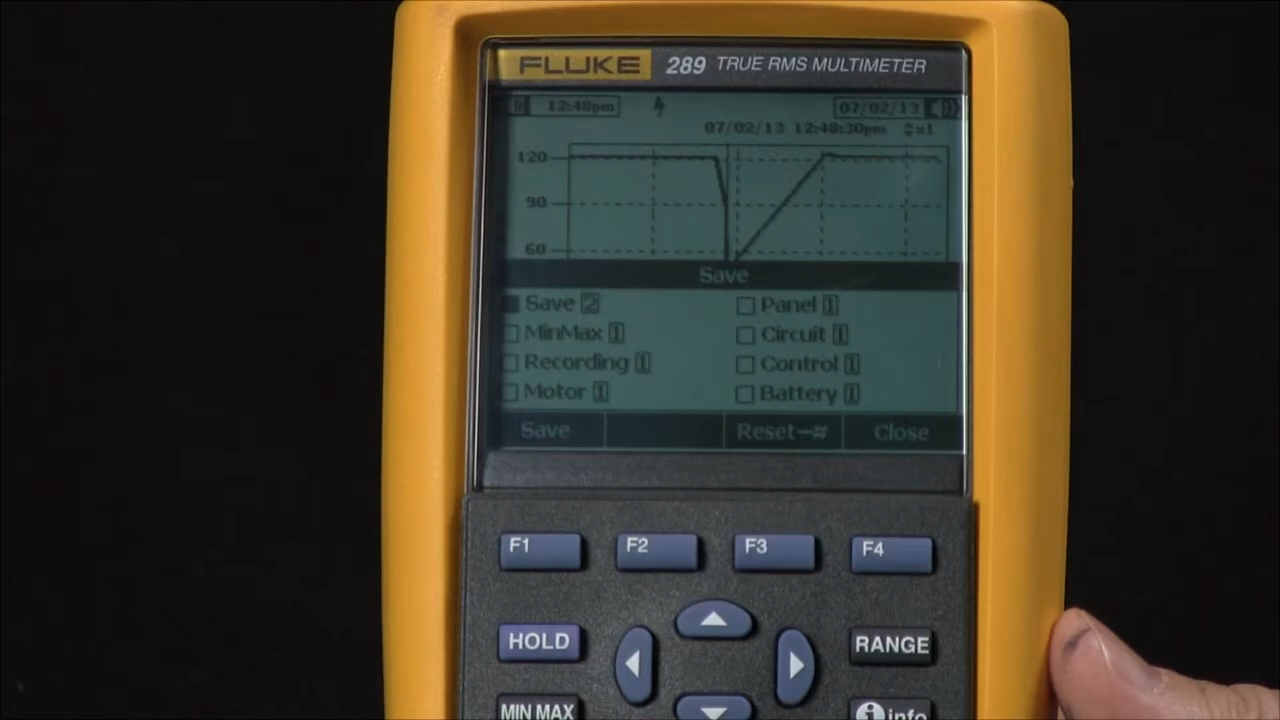 FLUKE 289 TRUE RMS MULTIMETER
12:48pm 07/02/13
07/02/13 12:48:30pm x1
120
90
60
Save
Save 2 Panel 1
MinMax 1 Circuit 1
Recording 1 Control 1
Motor 1 Battery 1
Save Reset-# Close
F1 F2 F3 F4
HOLD RANGE
MIN MAX i info